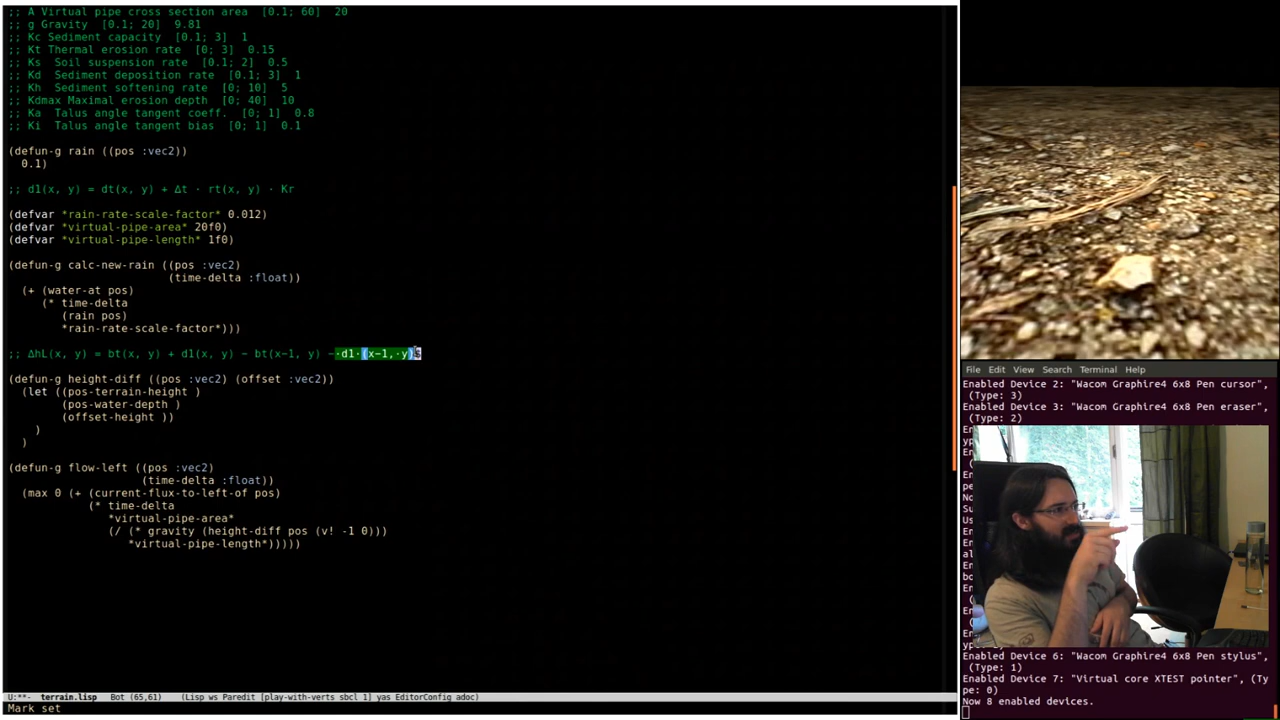 ;; A Virtual pipe cross section area  [0.1; 60]  20
;; g Gravity  [0.1; 20]  9.81
;; Kc Sediment capacity  [0.1; 3]  1
;; Kt Thermal erosion rate  [0; 3]  0.15
;; Ks  Soil suspension rate  [0.1; 2]  0.5
;; Kd  Sediment deposition rate  [0.1; 3]  1
;; Kh  Sediment softening rate  [0; 10]  5
;; Kdmax Maximal erosion depth  [0; 40]  10
;; Ka  Talus angle tangent coeff.  [0; 1]  0.8
;; Ki  Talus angle tangent bias  [0; 1]  0.1
(defun-g rain ((pos :vec2))
  0.1)
;; d1(x, y) = dt(x, y) + Δt · rt(x, y) · Kr
(defvar *rain-rate-scale-factor* 0.012)
(defvar *virtual-pipe-area* 20f0)
(defvar *virtual-pipe-length* 1f0)
(defun-g calc-new-rain ((pos :vec2)
                        (time-delta :float))
  (+ (water-at pos)
     (* time-delta
        (rain pos)
        *rain-rate-scale-factor*)))
;; ΔhL(x, y) = bt(x, y) + d1(x, y) − bt(x−1, y) −·d1·(x−1,·y)$
(defun-g height-diff ((pos :vec2) (offset :vec2))
  (let ((pos-terrain-height )
        (pos-water-depth )
        (offset-height ))
    )
  )
(defun-g flow-left ((pos :vec2)
                    (time-delta :float))
  (max 0 (+ (current-flux-to-left-of pos)
            (* time-delta
               *virtual-pipe-area*
               (/ (* gravity (height-diff pos (v! -1 0)))
                  *virtual-pipe-length*)))))
U:**-  terrain.lisp   Bot (65,61)    (Lisp ws Paredit [play-with-verts sbcl 1] yas EditorConfig adoc)
Mark set
File  Edit  View  Search  Terminal  Help
Enabled Device 2: "Wacom Graphire4 6x8 Pen cursor",
 (Type: 3)
Enabled Device 3: "Wacom Graphire4 6x8 Pen eraser",
 (Type: 2)
Enabled Device 6: "Wacom Graphire4 6x8 Pen stylus",
 (Type: 1)
Enabled Device 7: "Virtual core XTEST pointer", (Ty
pe: 0)
Now 8 enabled devices.